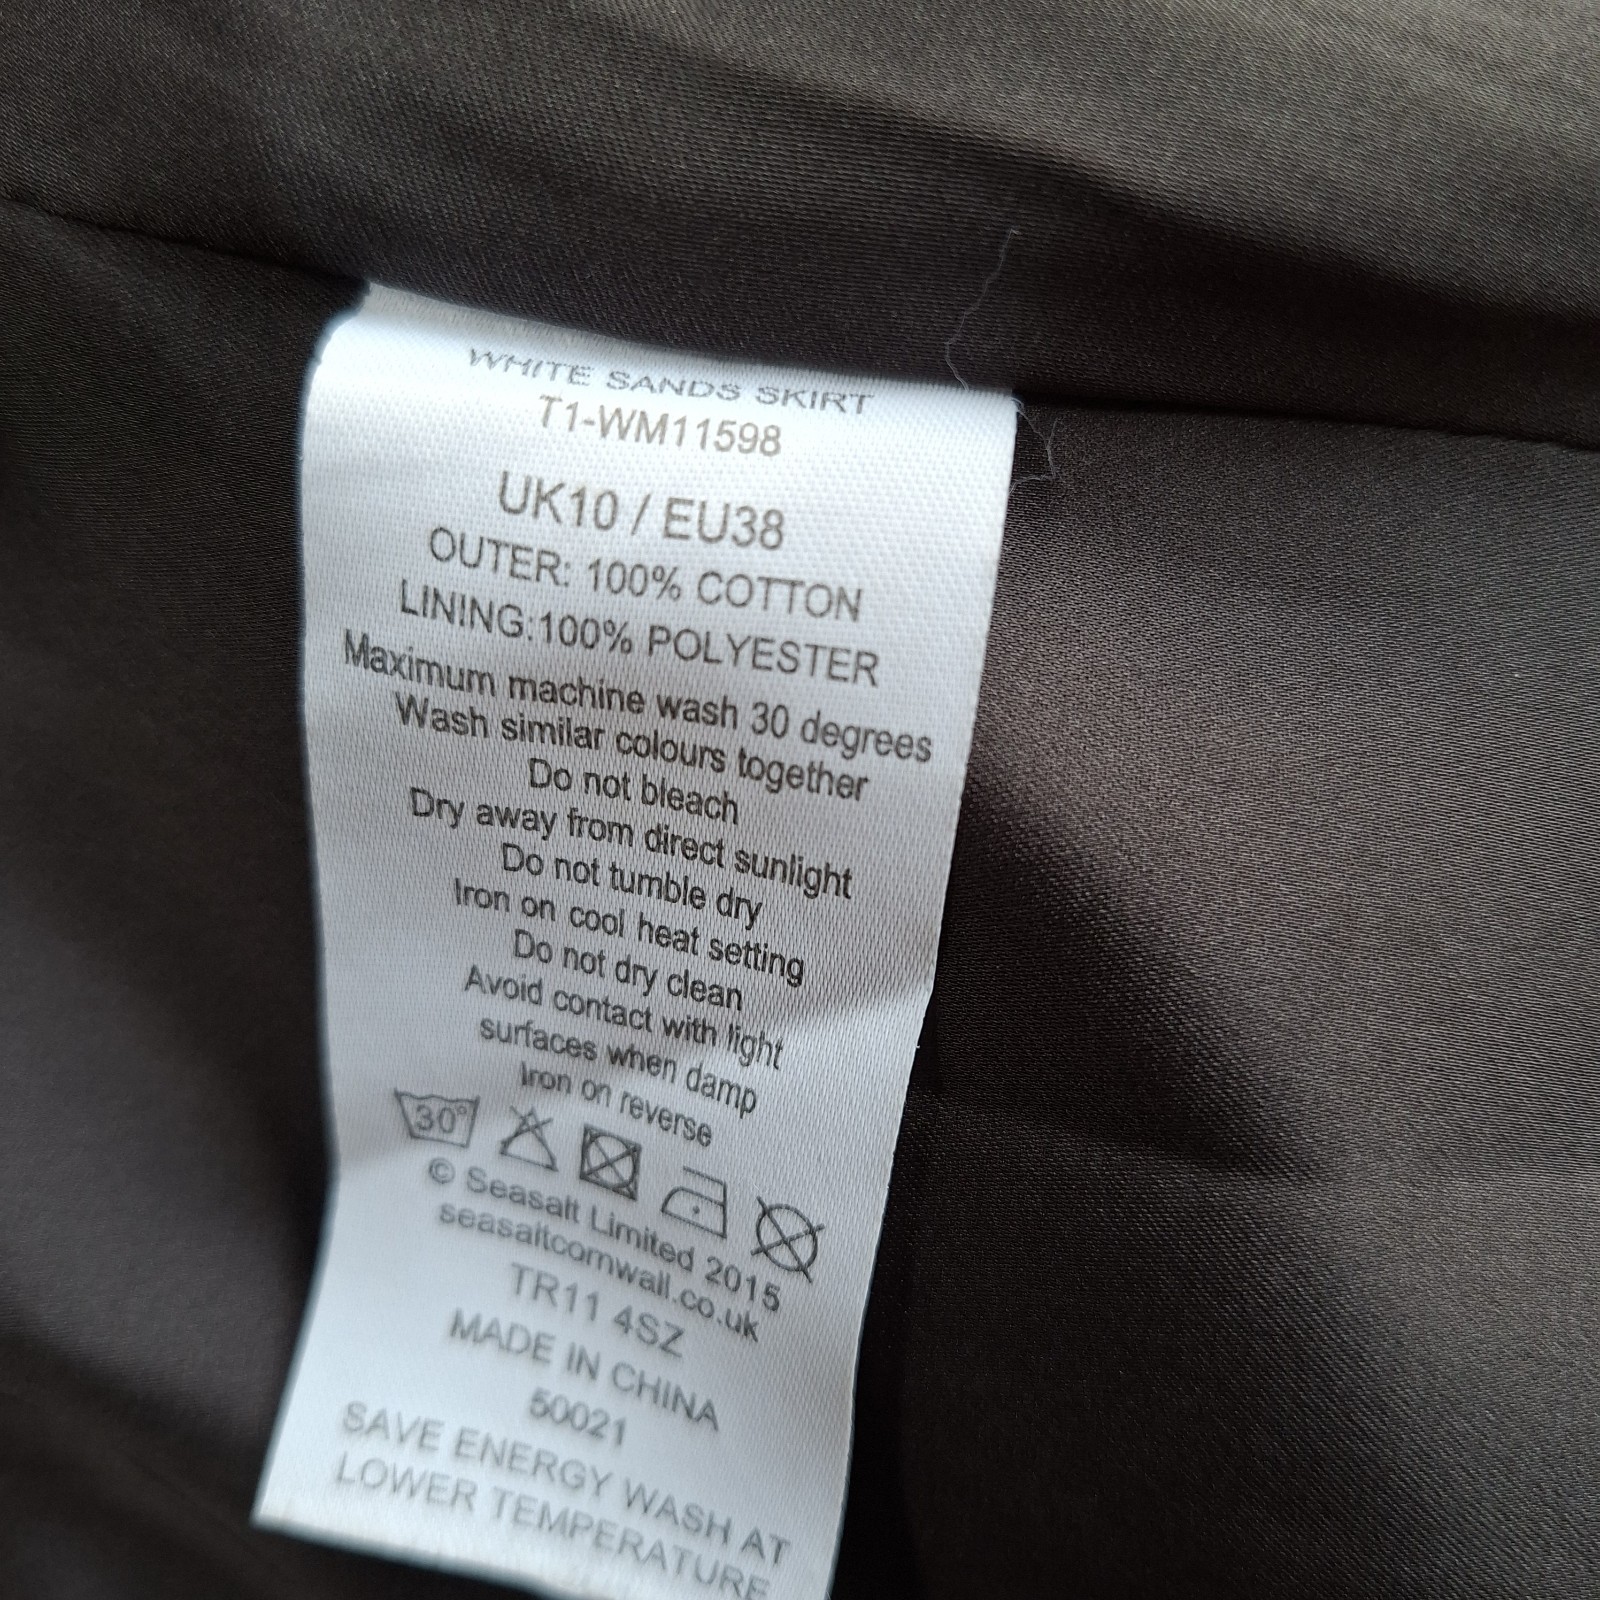 WHITE SANDS SKIRT
T1-WM11598
UK10 / EU38
OUTER: 100% COTTON
LINING:100% POLYESTER
Maximum machine wash 30 degrees
Wash similar colours together
Do not bleach
Dry away from direct sunlight
Do not tumble dry
Iron on cool heat setting
Do not dry clean
Avoid contact with light
surfaces when damp
Iron on reverse
30°
© Seasalt Limited 2015
seasaltcornwall.co.uk
TR11 4SZ
MADE IN CHINA
50021
SAVE ENERGY WASH AT
LOWER TEMPERATURE